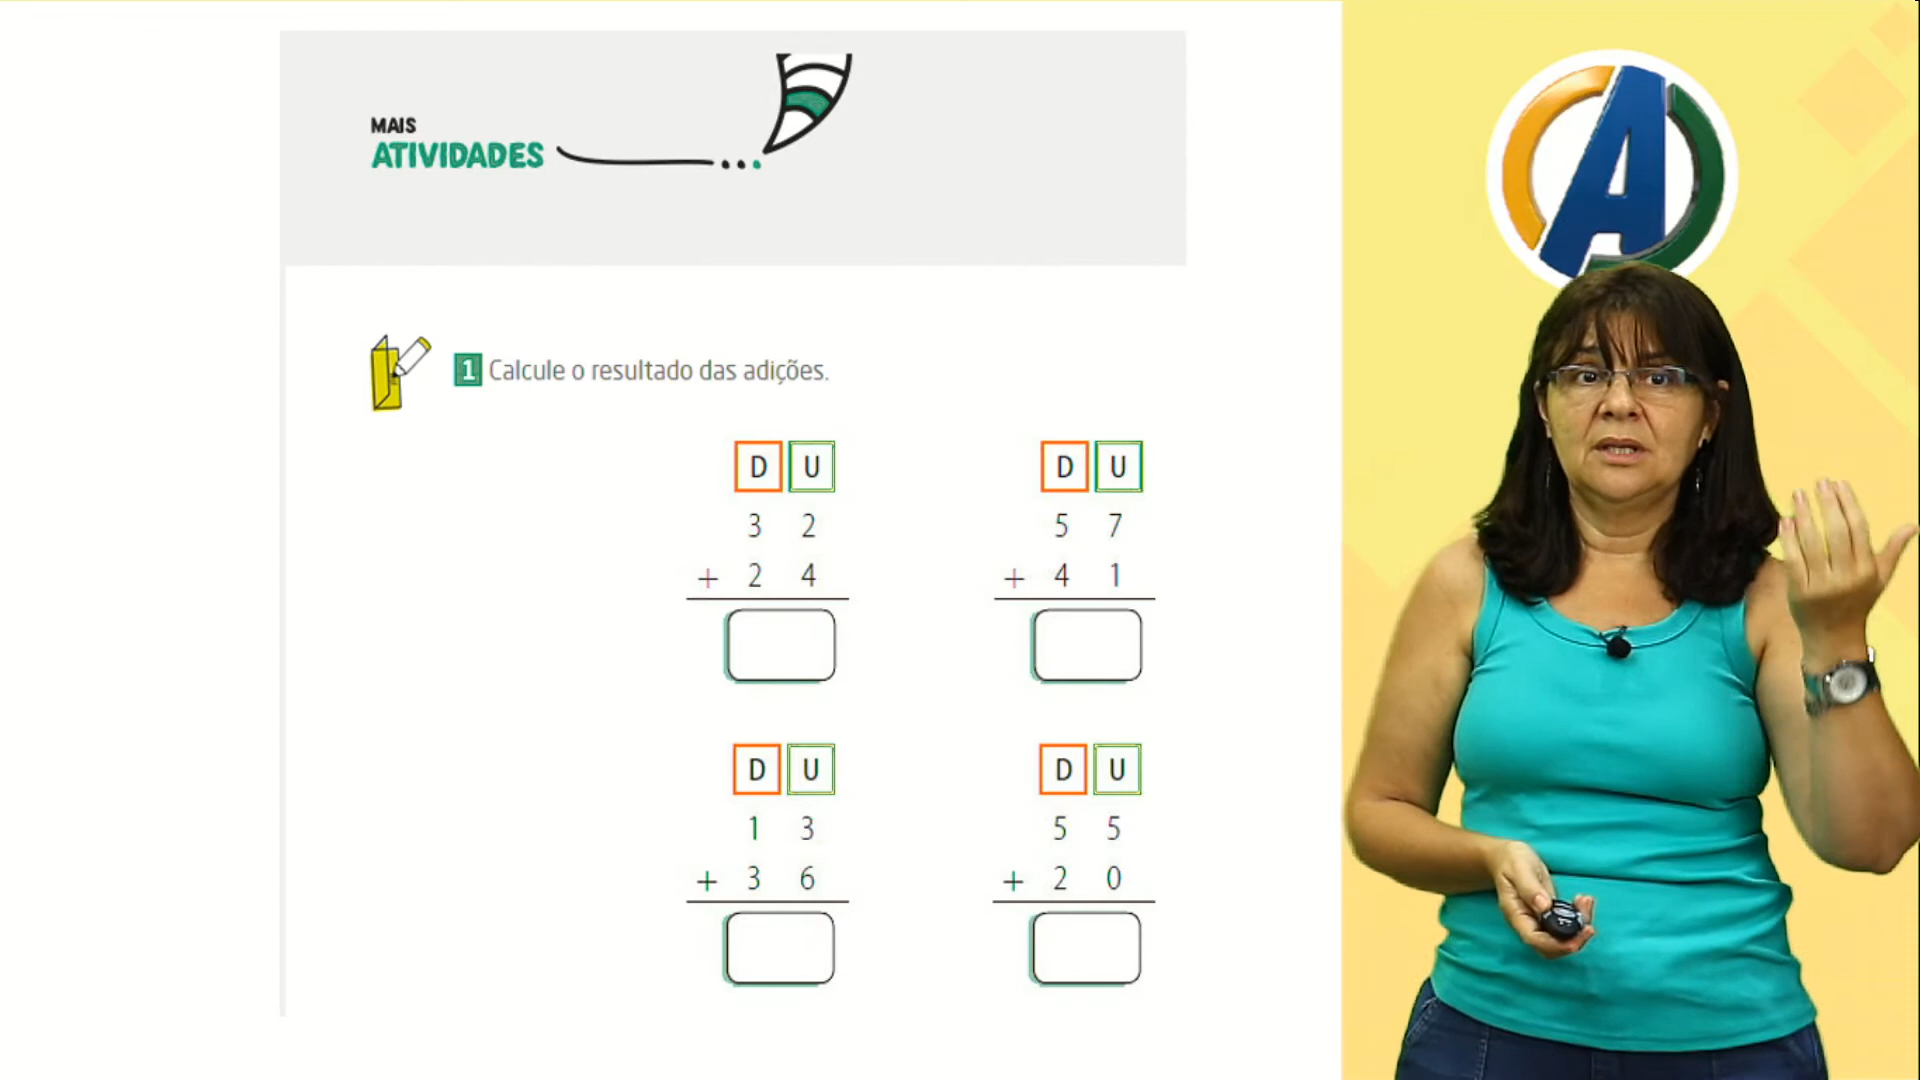 MAIS
ATIVIDADES
1 Calcule o resultado das adições.
D U
3 2
+ 2 4
D U
5 7
+ 4 1
D U
1 3
+ 3 6
D U
5 5
+ 2 0
A